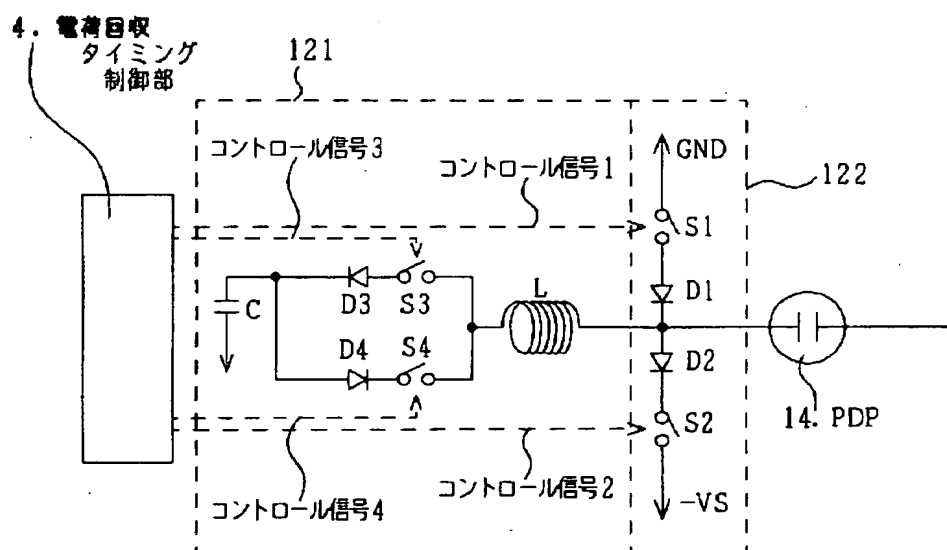 4. 電荷回収
タイミング
制御部
121
コントロール信号3
コントロール信号1
GND
122
S1
D1
C
D3
S3
L
D4
S4
D2
S2
14. PDP
コントロール信号4
コントロール信号2
-VS